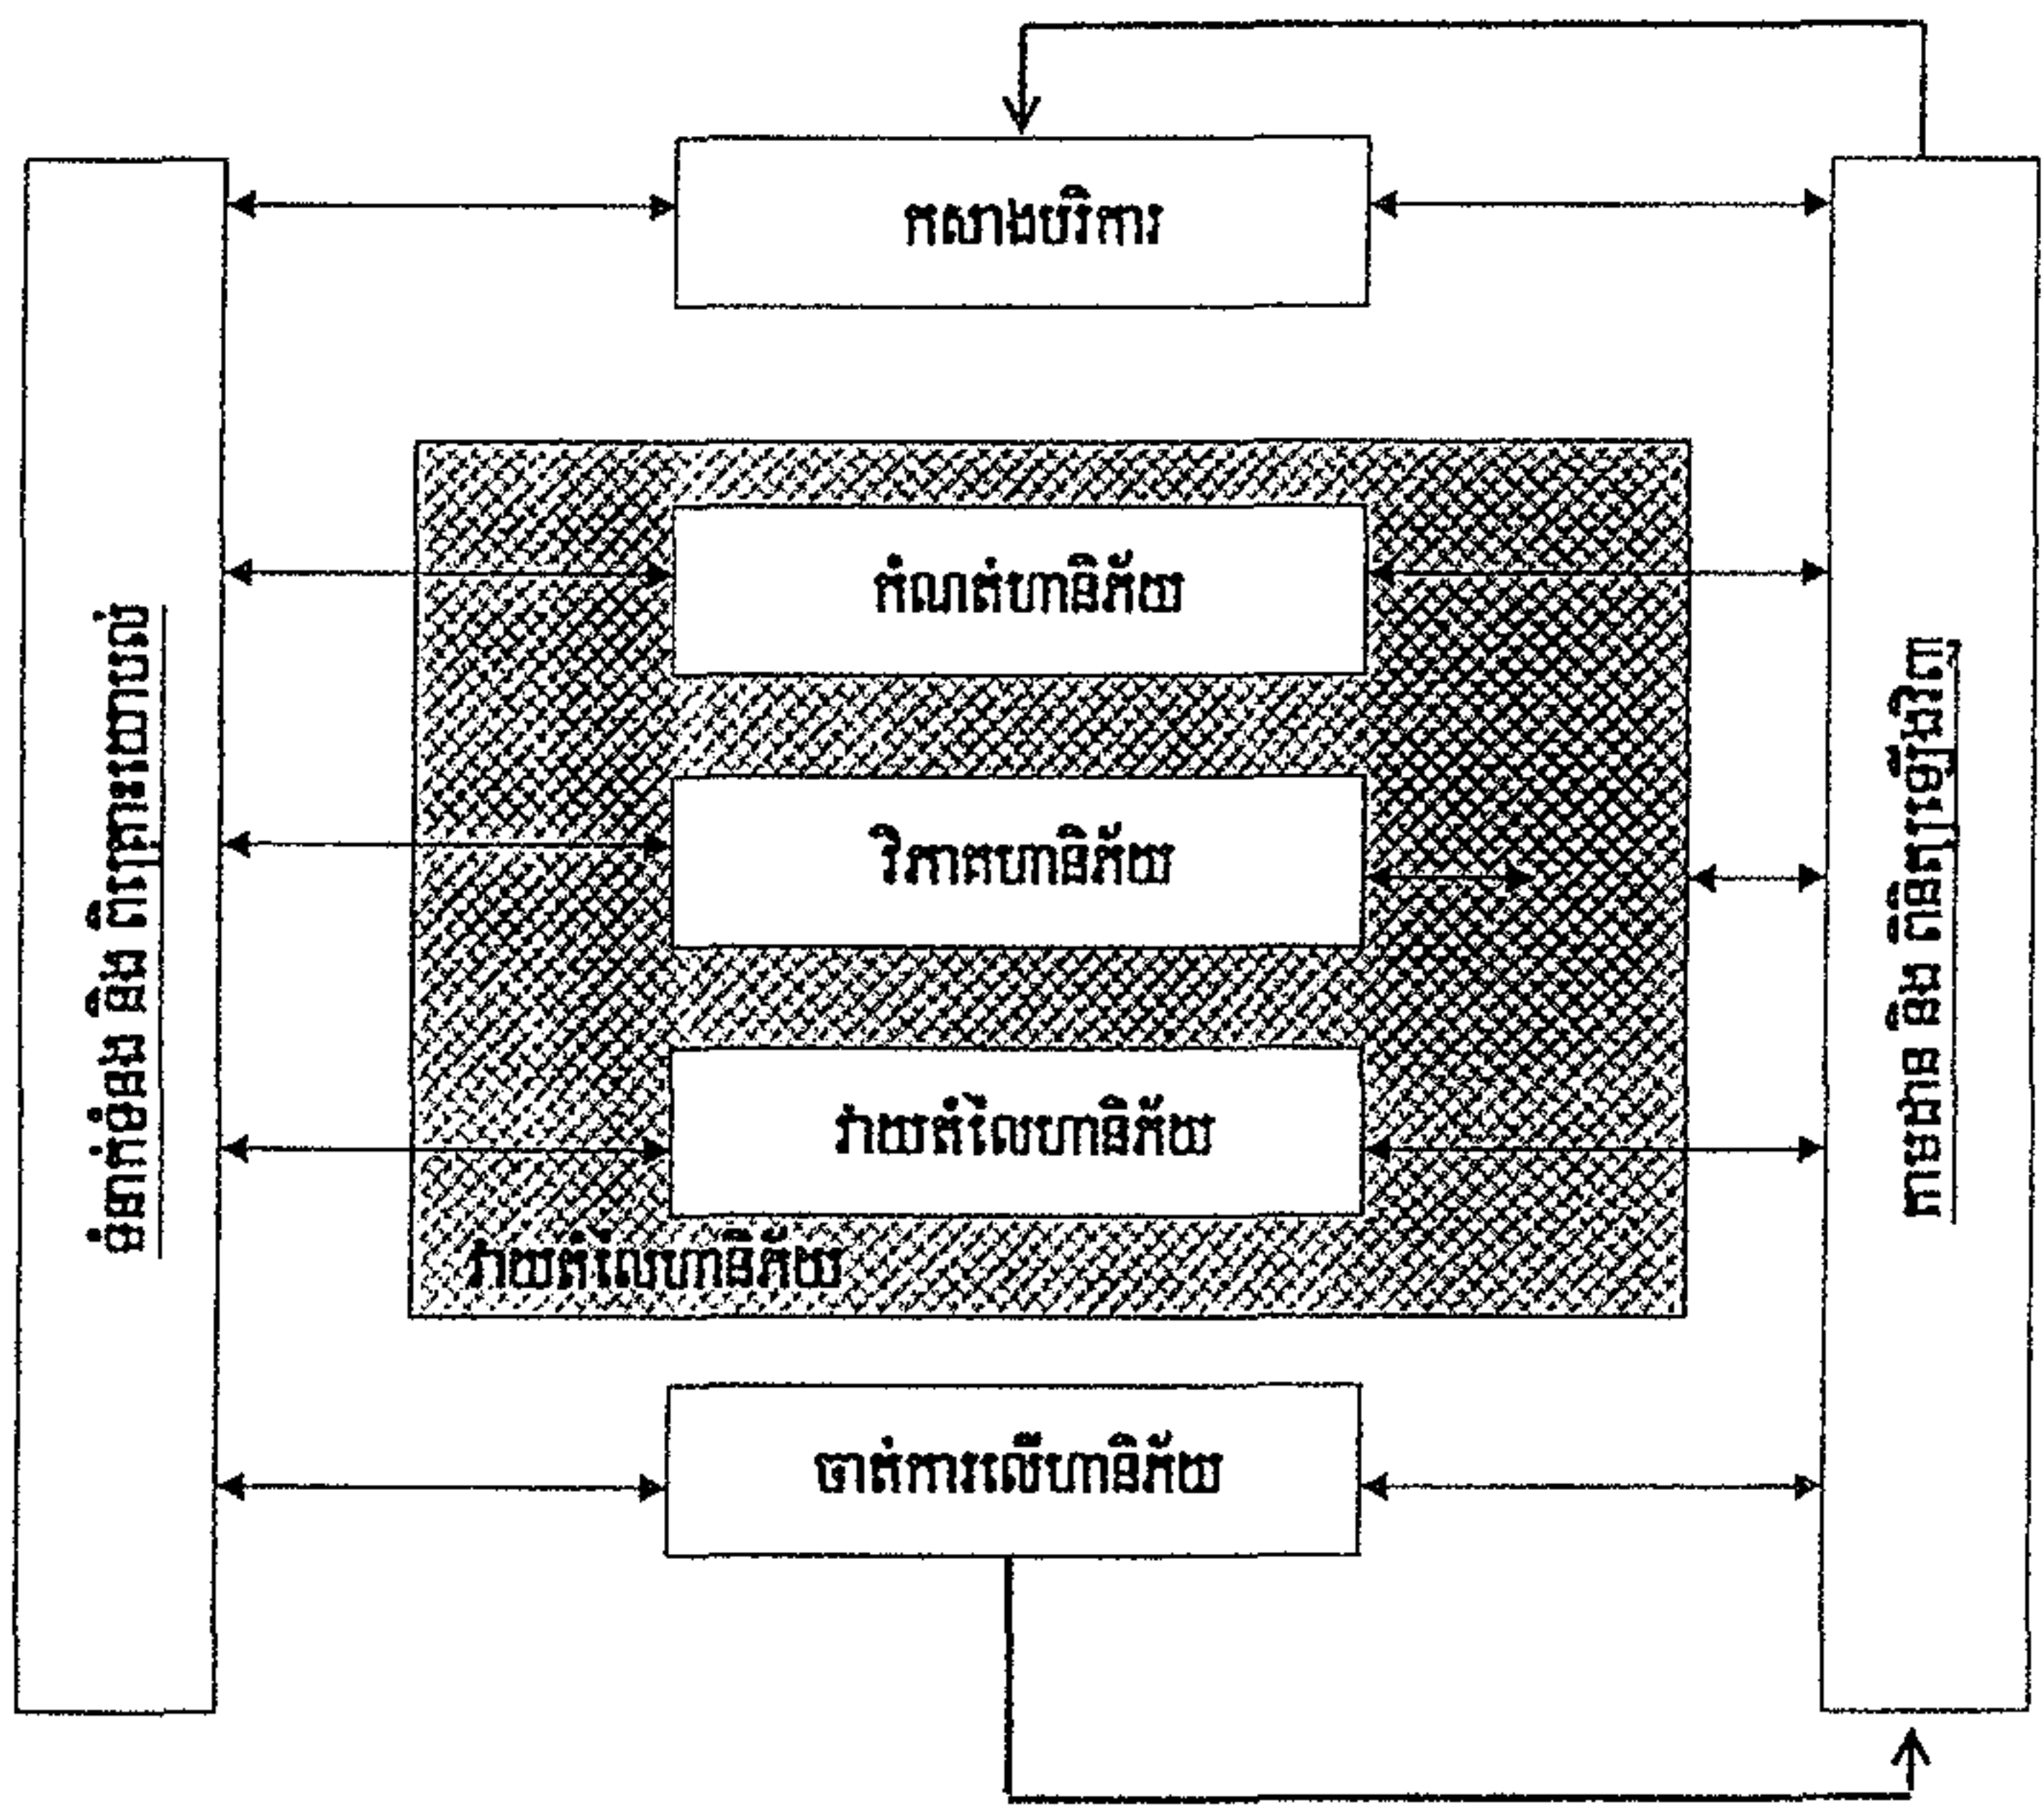 កសាងបរិការ
កំណត់ហានិភ័យ
វិភាគហានិភ័យ
វាយតំលៃហានិភ័យ
វាយតំលៃហានិភ័យ
ចាត់ការលើហានិភ័យ
ទំនាក់ទំនង និង ពិគ្រោះយោបល់
តាមដាន និង ពិនិត្យឡើងវិញ